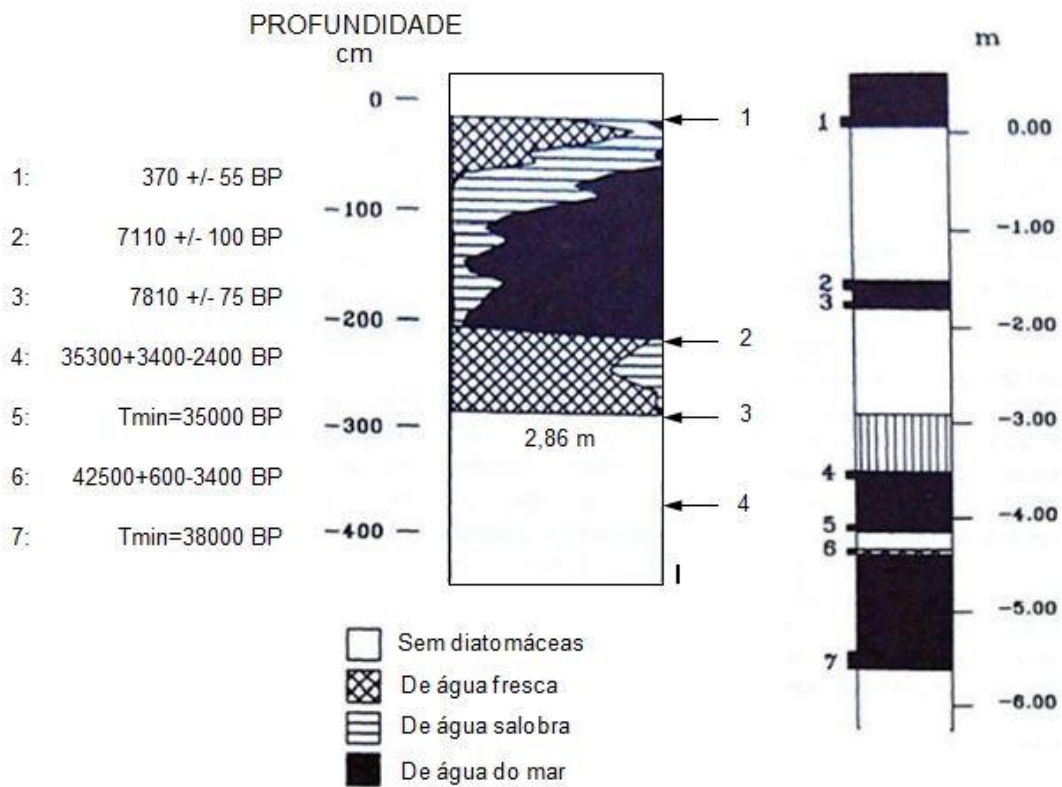 PROFUNDIDADE
cm
m
0
-100
-200
-300
-400
1: 370 +/- 55 BP
2: 7110 +/- 100 BP
3: 7810 +/- 75 BP
4: 35300+3400-2400 BP
5: Tmin=35000 BP
6: 42500+600-3400 BP
7: Tmin=38000 BP
1
2
3
4
2,86 m
I
Sem diatomáceas
De água fresca
De água salobra
De água do mar
1
2
3
4
5
6
7
0.00
-1.00
-2.00
-3.00
-4.00
-5.00
-6.00